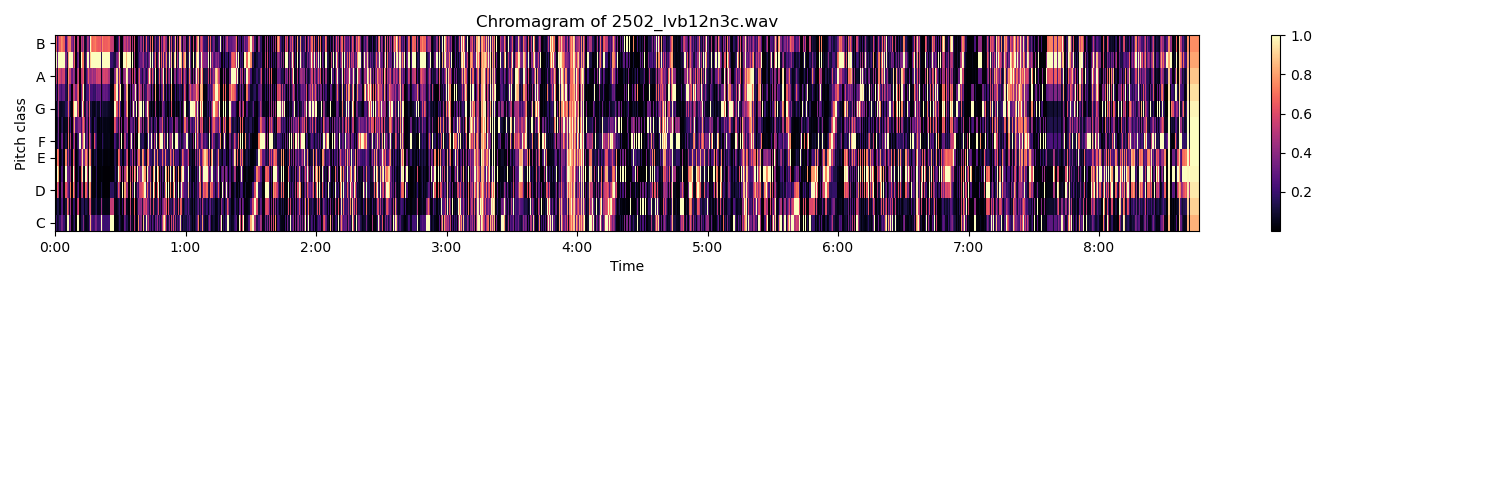 Chromagram of 2502_lvb12n3c.wav
Pitch class
B
A
G
F
E
D
C
0:00 1:00 2:00 3:00 4:00 5:00 6:00 7:00 8:00
Time
1.0
0.8
0.6
0.4
0.2